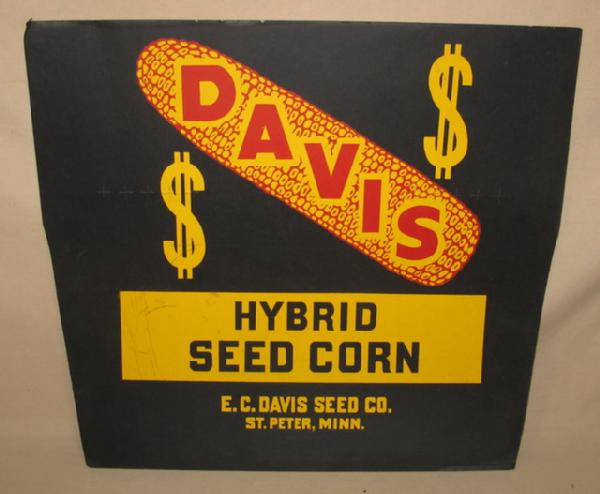 $
DAVIS
$
HYBRID
SEED CORN
E. C. DAVIS SEED CO.
ST. PETER, MINN.